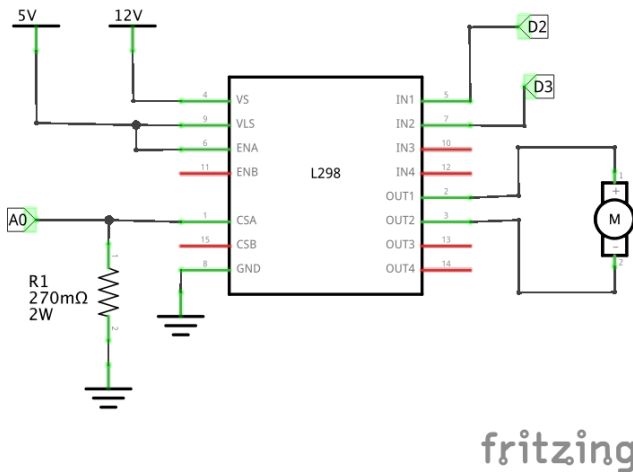 5V
12V
D2
D3
4 VS
IN1 5
9 VLS
IN2 7
6 ENA
IN3 10
11 ENB
L298
IN4 12
OUT1 2
A0
1 CSA
OUT2 3
15 CSB
OUT3 13
8 GND
OUT4 14
1
+
M
-
2
R1
270mΩ
2W
1
2
fritzing